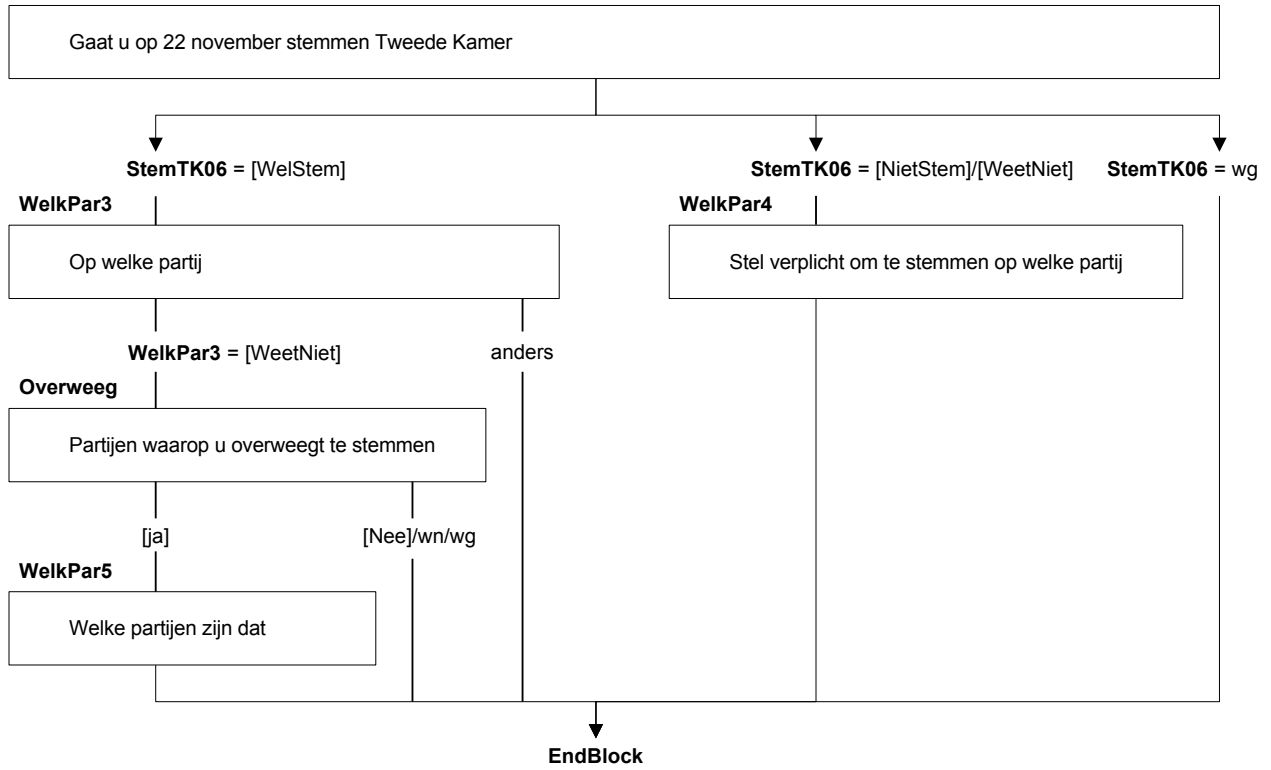 Gaat u op 22 november stemmen Tweede Kamer
StemTK06 = [WelStem]
StemTK06 = [NietStem]/[WeetNiet]
StemTK06 = wg
WelkPar3
WelkPar4
Op welke partij
Stel verplicht om te stemmen op welke partij
WelkPar3 = [WeetNiet]
anders
Overweeg
Partijen waarop u overweegt te stemmen
[ja]
[Nee]/wn/wg
WelkPar5
Welke partijen zijn dat
EndBlock